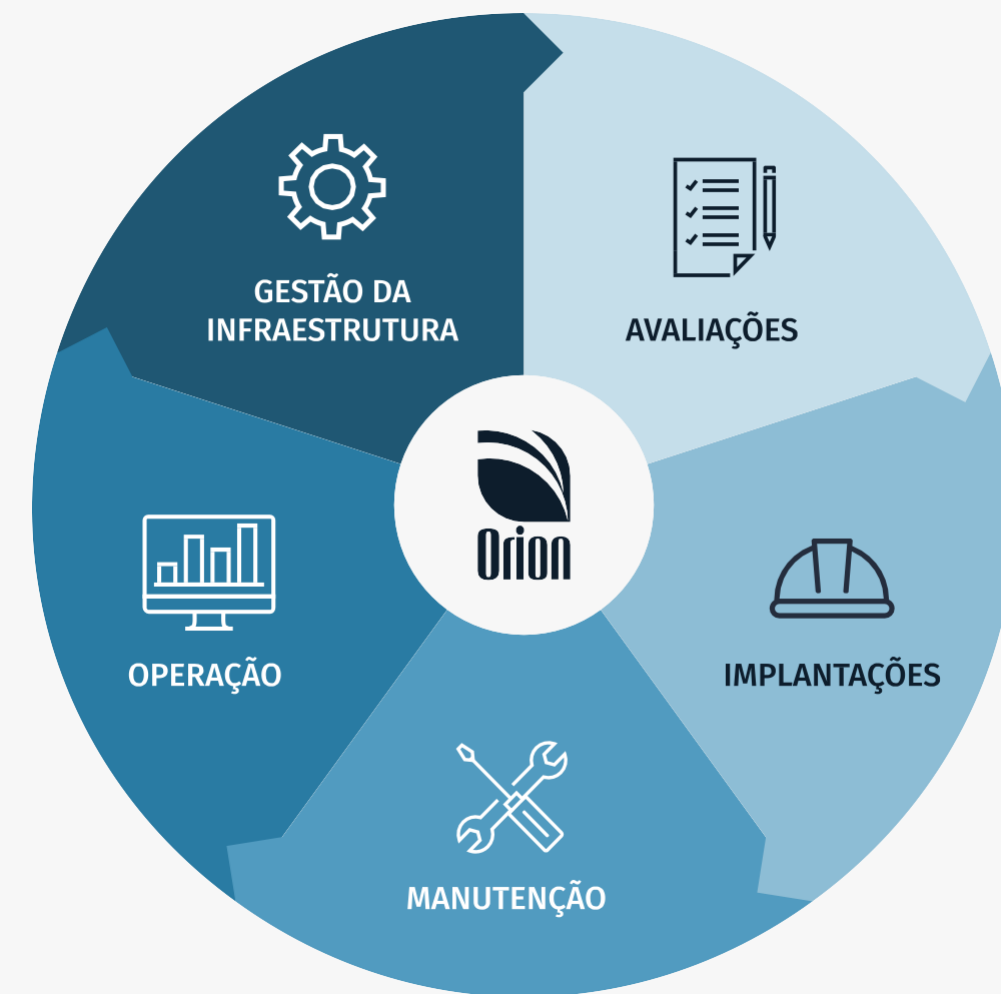 GESTÃO DA
INFRAESTRUTURA
AVALIAÇÕES
Orion
OPERAÇÃO
IMPLANTAÇÕES
MANUTENÇÃO